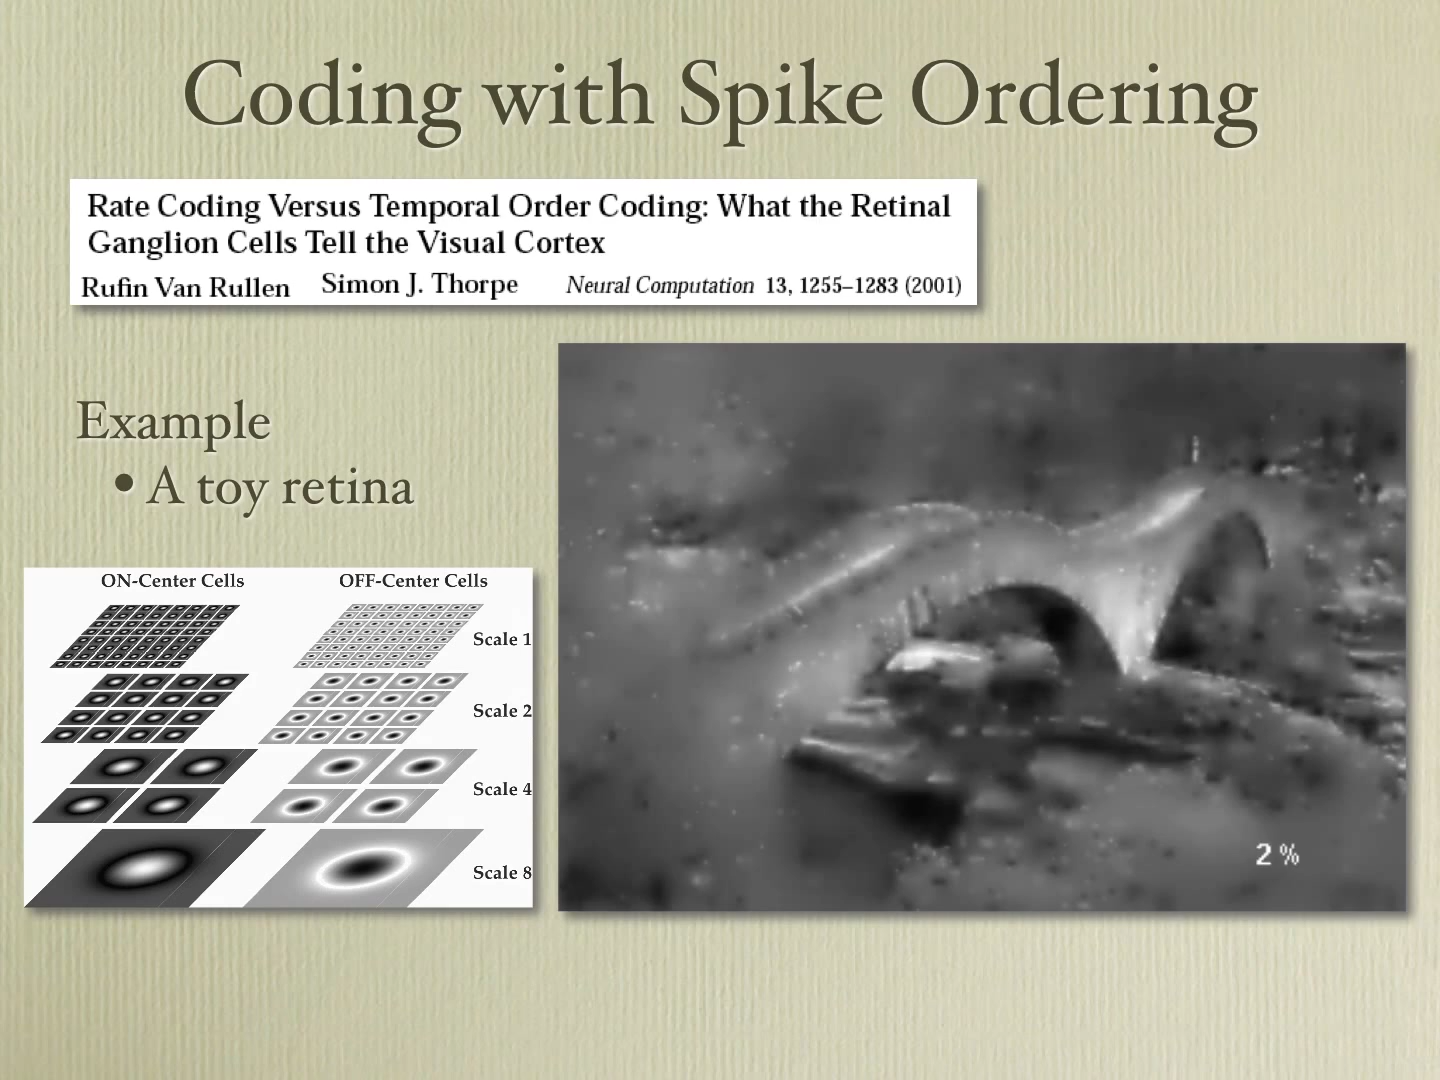 Coding with Spike Ordering
Rate Coding Versus Temporal Order Coding: What the Retinal
Ganglion Cells Tell the Visual Cortex
Rufin Van Rullen Simon J. Thorpe Neural Computation 13, 1255–1283 (2001)
Example
• A toy retina
ON-Center Cells OFF-Center Cells
Scale 1
Scale 2
Scale 4
Scale 8
2 %